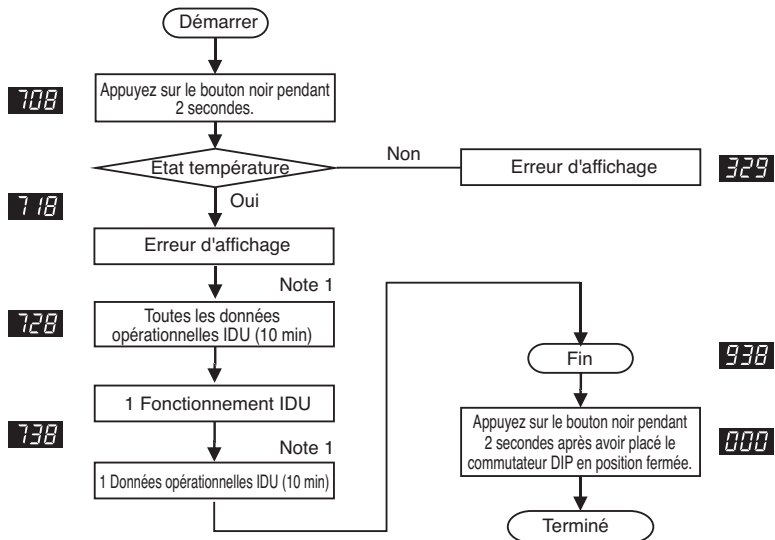 Démarrer
708
Appuyez sur le bouton noir pendant
2 secondes.
Etat température
Non
Erreur d'affichage
329
718
Oui
Erreur d'affichage
Note 1
728
Toutes les données
opérationnelles IDU (10 min)
1 Fonctionnement IDU
738
Note 1
1 Données opérationnelles IDU (10 min)
Fin
938
Appuyez sur le bouton noir pendant
2 secondes après avoir placé le
commutateur DIP en position fermée.
000
Terminé